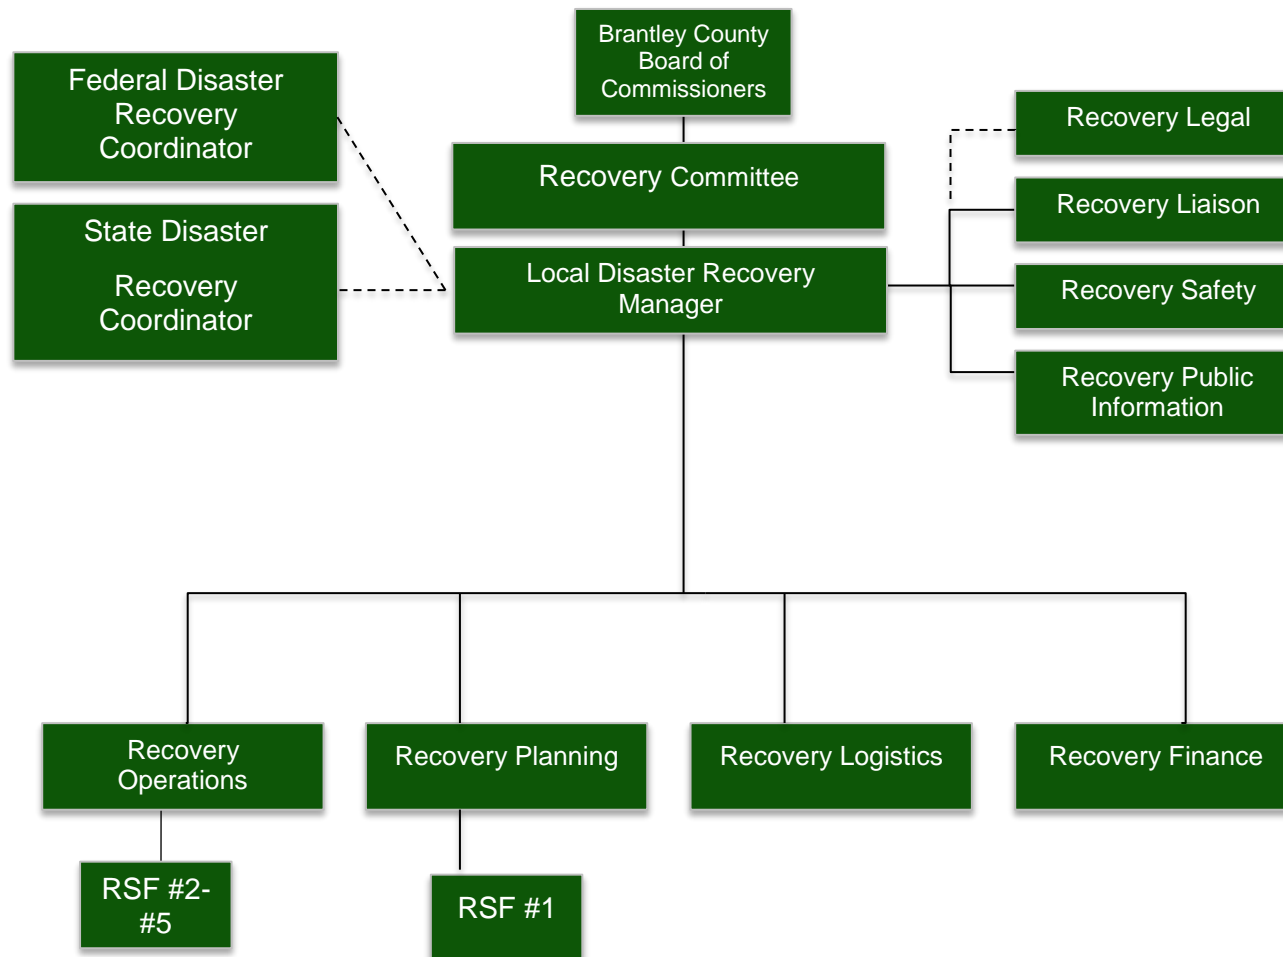 Brantley County
Board of
Commissioners
Federal Disaster
Recovery
Coordinator
Recovery Legal
Recovery Committee
Recovery Liaison
State Disaster
Recovery
Coordinator
Local Disaster Recovery
Manager
Recovery Safety
Recovery Public
Information
Recovery
Operations
Recovery Planning
Recovery Logistics
Recovery Finance
RSF #2-
#5
RSF #1